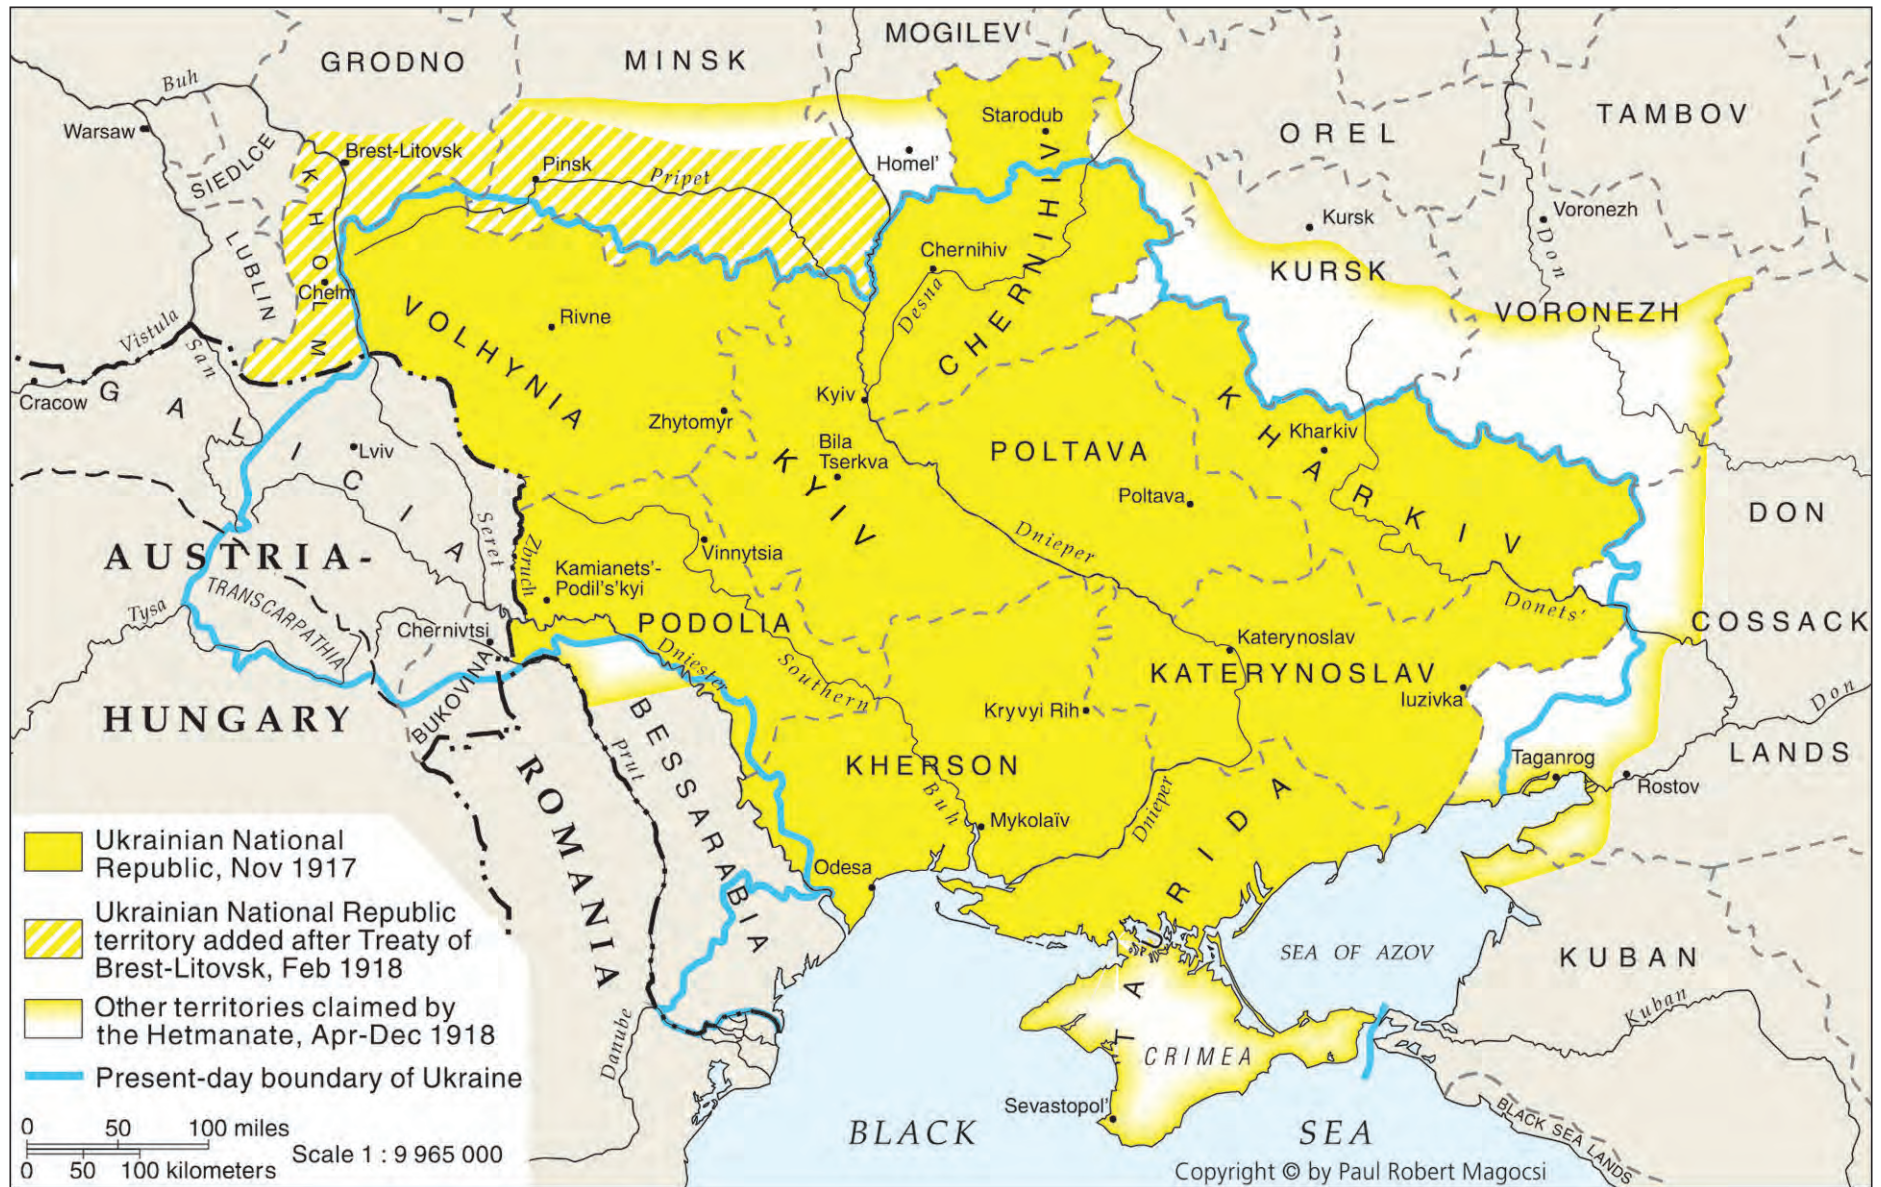 GRODNO
MINSK
MOGILEV
TAMBOV
OREL
Buh
Warsaw
SIEDLCE
Brest-Litovsk
Pinsk
Pripet
Homel'
Starodub
Kursk
Voronezh
Don
KHOLM
LUBLIN
Chełm
Chernihiv
Desna
CHERNIHIV
KURSK
VORONEZH
Vistula
San
VOLHYNIA
Rivne
Cracow
GALICIA
Lviv
Zhytomyr
Kyiv
Bila
Tserkva
KYIV
POLTAVA
Poltava
KHARKIV
Kharkiv
DON
COSSACK
LANDS
Seret
Zbruch
Vinnytsia
Dnieper
Donets'
AUSTRIA-
HUNGARY
TRANSCARPATHIA
Tysa
Kamianets'-
Podil's'kyi
PODOLIA
Chernivtsi
BUKOVINA
Dniester
Southern
Buh
Katerynoslav
KATERYNOSLAV
Iuzivka
Kryvyi Rih
KHERSON
Taganrog
Rostov
Don
ROMANIA
Prut
BESSARABIA
Mykolaïv
Dnieper
TAURIDA
Odesa
SEA OF AZOV
KUBAN
Kuban
CRIMEA
Sevastopol'
Danube
BLACK SEA
BLACK SEA LANDS
Ukrainian National
Republic, Nov 1917
Ukrainian National Republic
territory added after Treaty of
Brest-Litovsk, Feb 1918
Other territories claimed by
the Hetmanate, Apr-Dec 1918
Present-day boundary of Ukraine
0 50 100 miles
0 50 100 kilometers
Scale 1 : 9 965 000
Copyright © by Paul Robert Magocsi